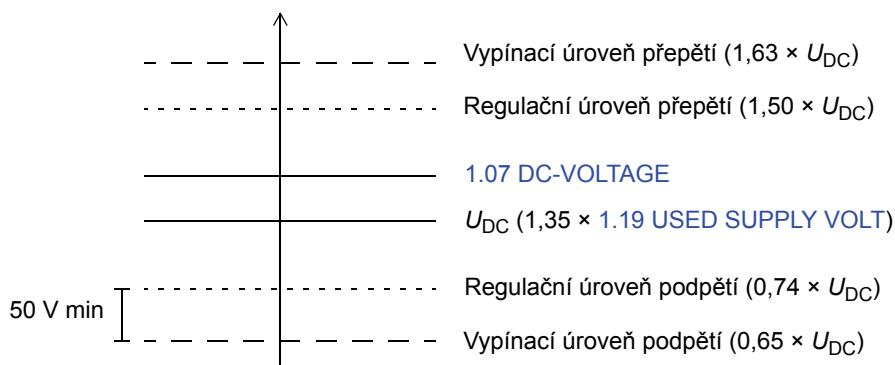 Vypínací úroveň přepětí (1,63 × UDC)
Regulační úroveň přepětí (1,50 × UDC)
1.07 DC-VOLTAGE
UDC (1,35 × 1.19 USED SUPPLY VOLT)
Regulační úroveň podpětí (0,74 × UDC)
50 V min
Vypínací úroveň podpětí (0,65 × UDC)